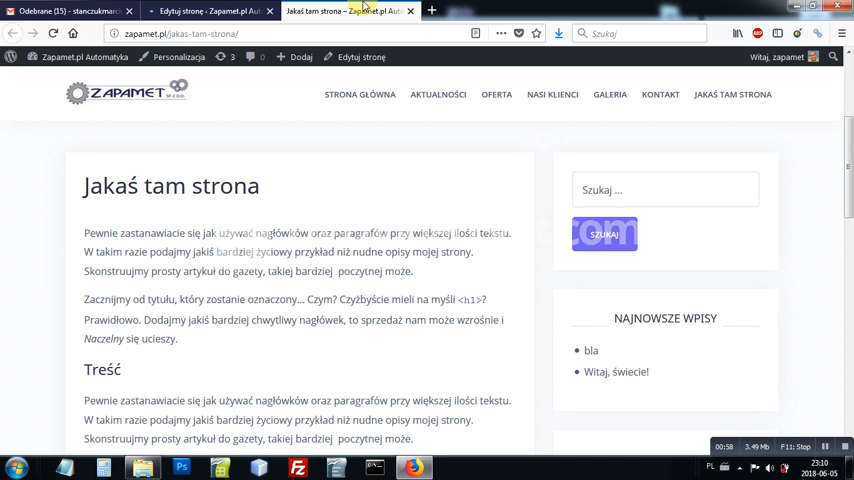 Odebrane (15) - stanczukmarci
Edytuj stronę ‹ Zapamet.pl Auto
Jakaś tam strona – Zapamet.pl Auto
zapamet.pl/jakas-tam-strona/
Szukaj
Zapamet.pl Automatyka
Personalizacja
3
0
Dodaj
Edytuj stronę
Witaj, zapamet
ZAPAMET SP. Z O.O.
STRONA GŁÓWNA
AKTUALNOŚCI
OFERTA
NASI KLIENCI
GALERIA
KONTAKT
JAKAŚ TAM STRONA
Jakaś tam strona
Pewnie zastanawiacie się jak używać nagłówków oraz paragrafów przy większej ilości tekstu.
W takim razie podajmy jakiś bardziej życiowy przykład niż nudne opisy mojej strony.
Skonstruujmy prosty artykuł do gazety, takiej bardziej poczytnej może.
Zacznijmy od tytułu, który zostanie oznaczony... Czym? Czyżbyście mieli na myśli <h1>?
Prawidłowo. Dodajmy jakiś bardziej chwytliwy nagłówek, to sprzedaż nam może wzrośnie i
Naczelny się ucieszy.
Treść
Pewnie zastanawiacie się jak używać nagłówków oraz paragrafów przy większej ilości tekstu.
W takim razie podajmy jakiś bardziej życiowy przykład niż nudne opisy mojej strony.
Skonstruujmy prosty artykuł do gazety, takiej bardziej poczytnej może.
Szukaj ...
SZUKAJ
.com
NAJNOWSZE WPISY
bla
Witaj, świecie!
00:58
3.49 Mb
F11: Stop
PL
23:10
2018-06-05